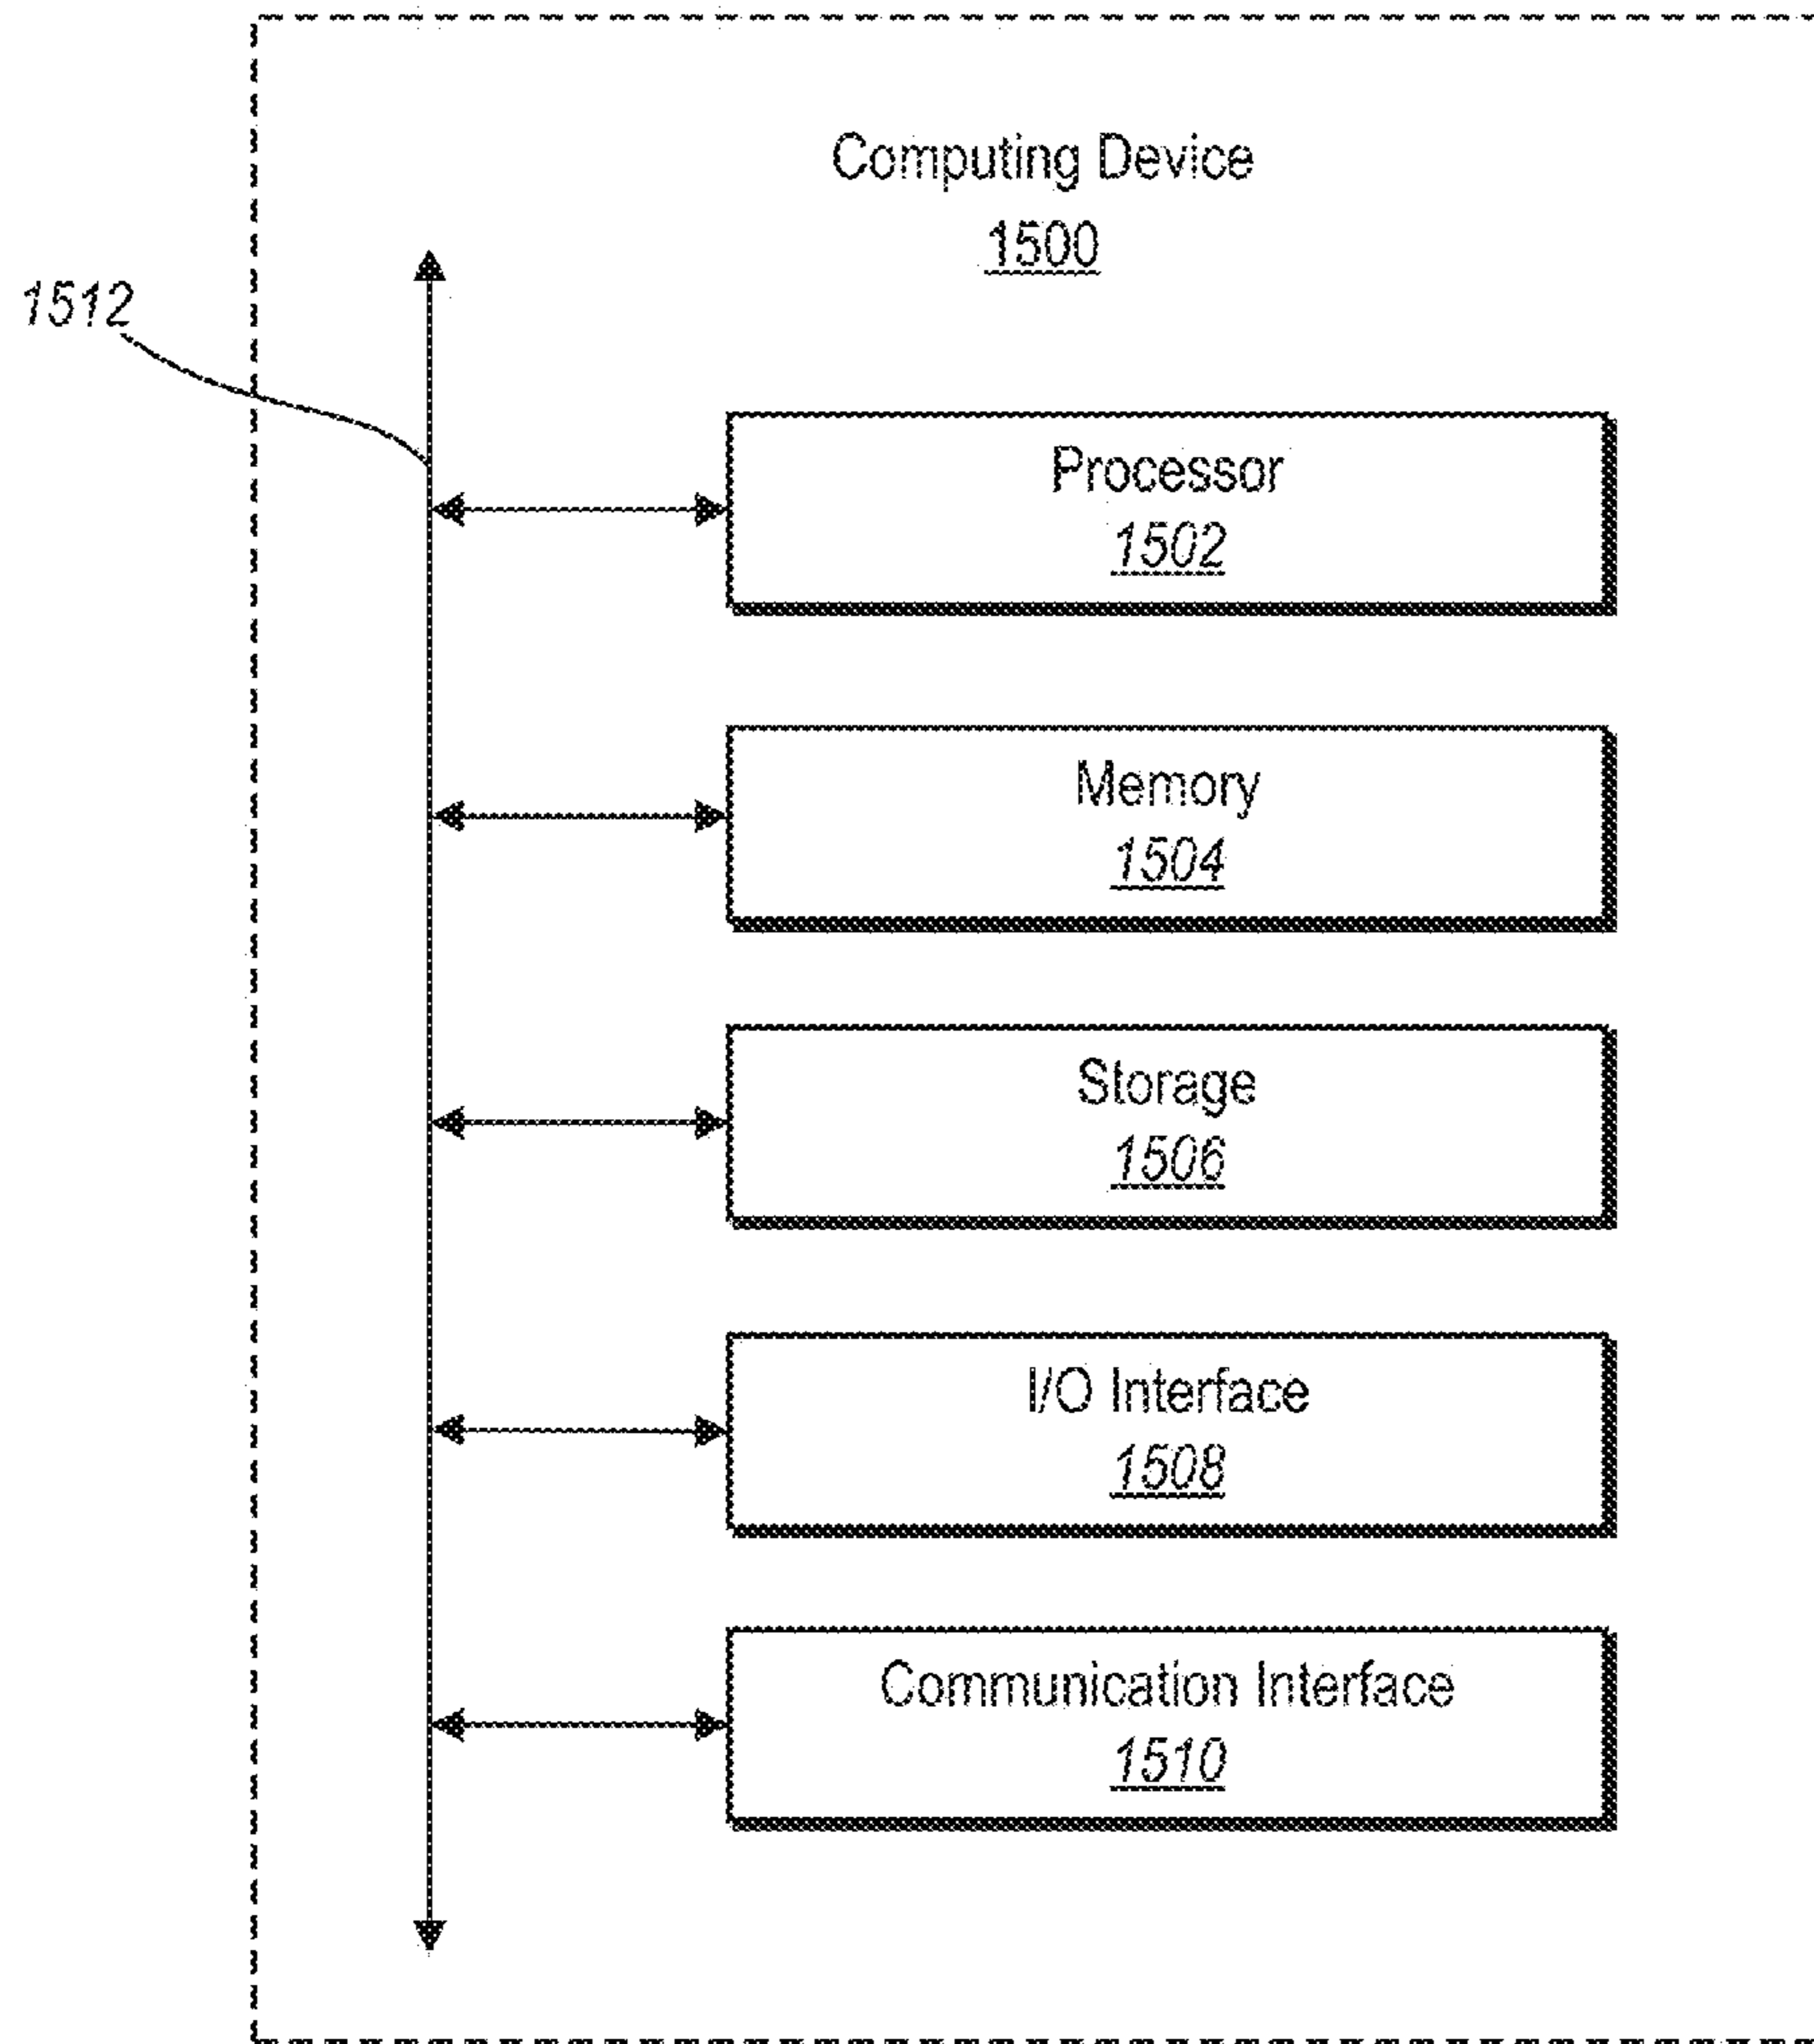 Computing Device
1500
1512
Processor
1502
Memory
1504
Storage
1506
I/O Interface
1508
Communication Interface
1510